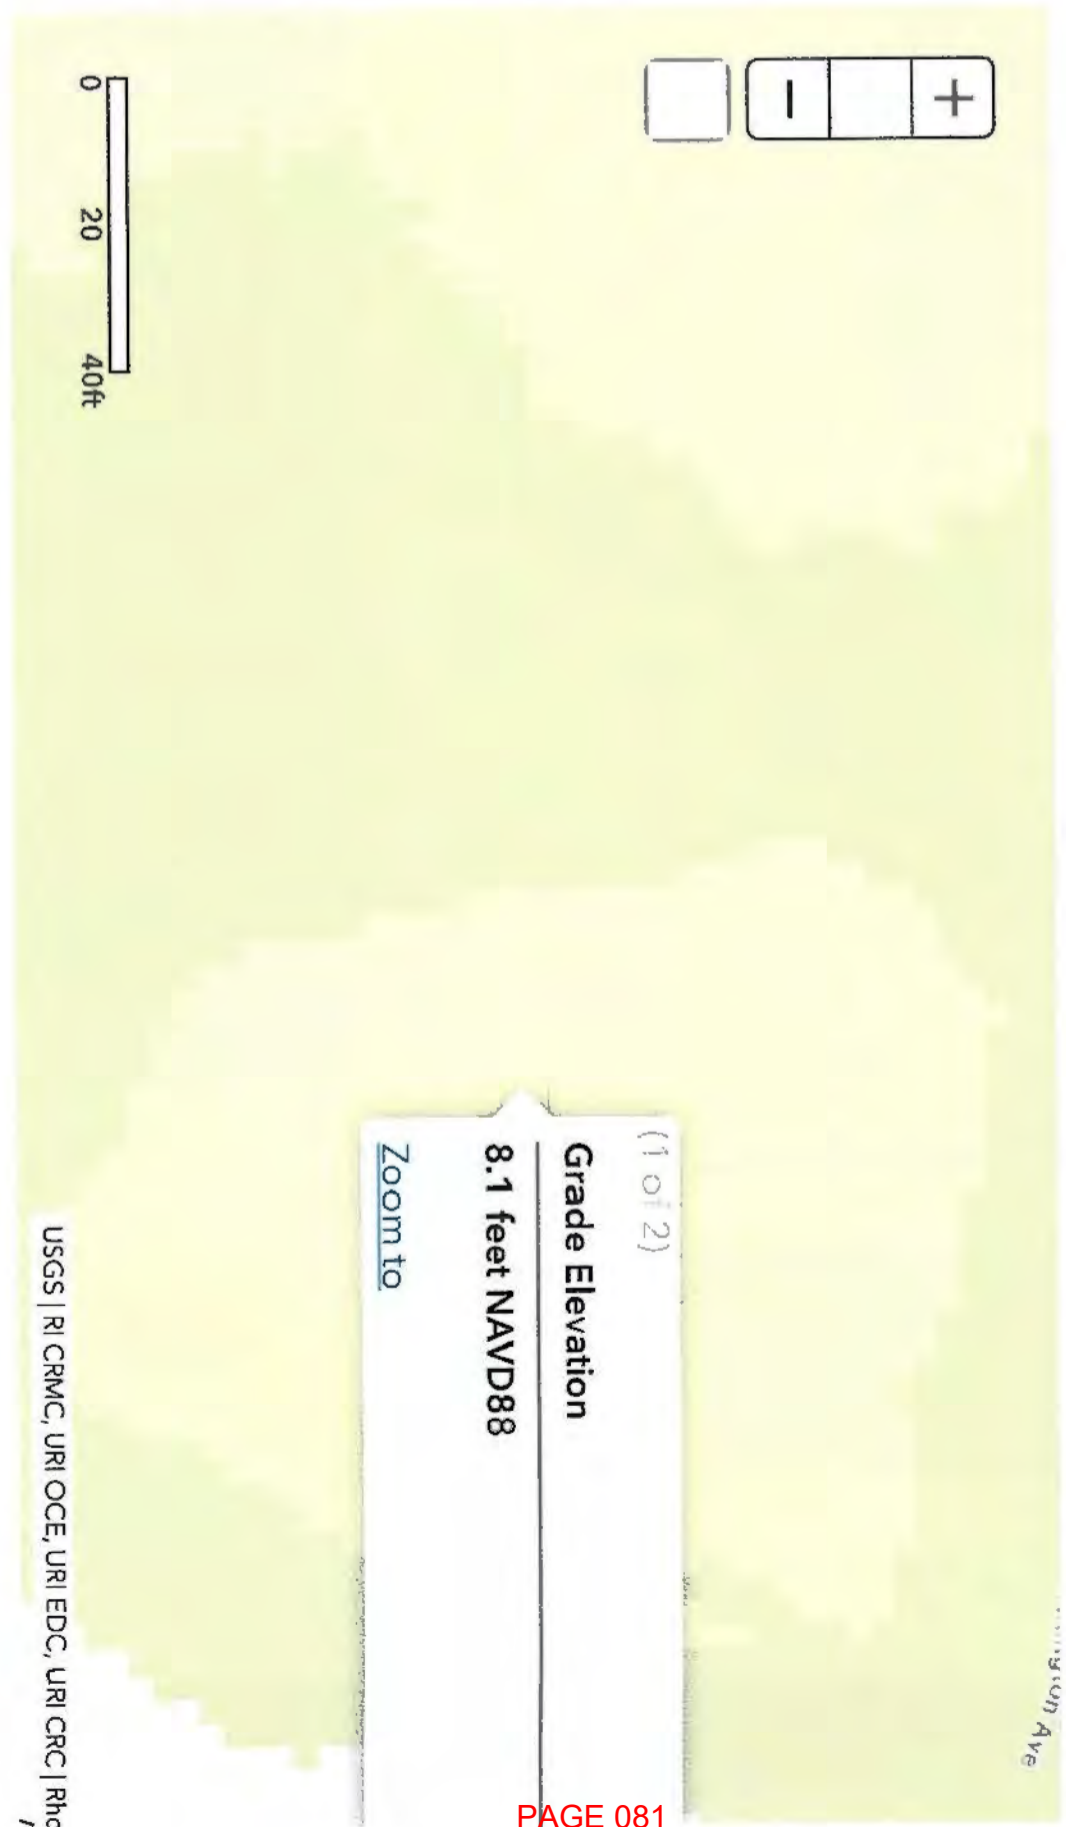 +
−
(1 of 2)
Grade Elevation
8.1 feet NAVD88
Zoom to
0 20 40ft
USGS | RI CRMC, URI OCE, URI EDC, URI CRC | Rho
Ave
PAGE 081